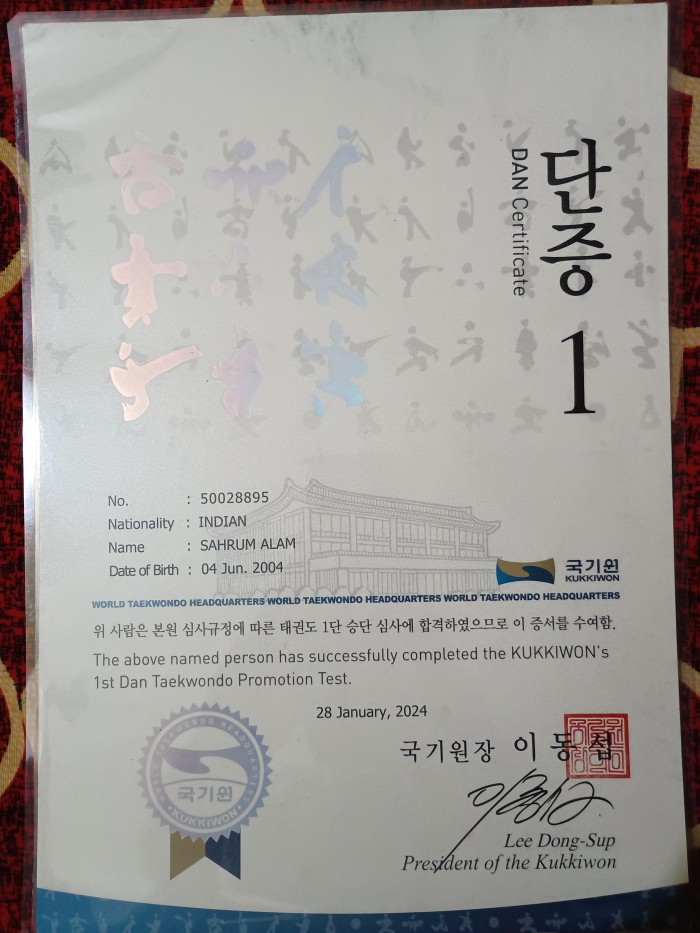 단증
DAN Certificate
1
No. : 50028895
Nationality : INDIAN
Name : SAHRUM ALAM
Date of Birth : 04 Jun. 2004
국기원
KUKKIWON
WORLD TAEKWONDO HEADQUARTERS WORLD TAEKWONDO HEADQUARTERS WORLD TAEKWONDO HEADQUARTERS
위 사람은 본원 심사규정에 따른 태권도 1단 승단 심사에 합격하였으므로 이 증서를 수여함.
The above named person has successfully completed the KUKKIWON's
1st Dan Taekwondo Promotion Test.
28 January, 2024
WORLD TAEKWONDO HEADQUARTERS
국기원
KUKKIWON
국기원장 이동섭
Lee Dong-Sup
President of the Kukkiwon